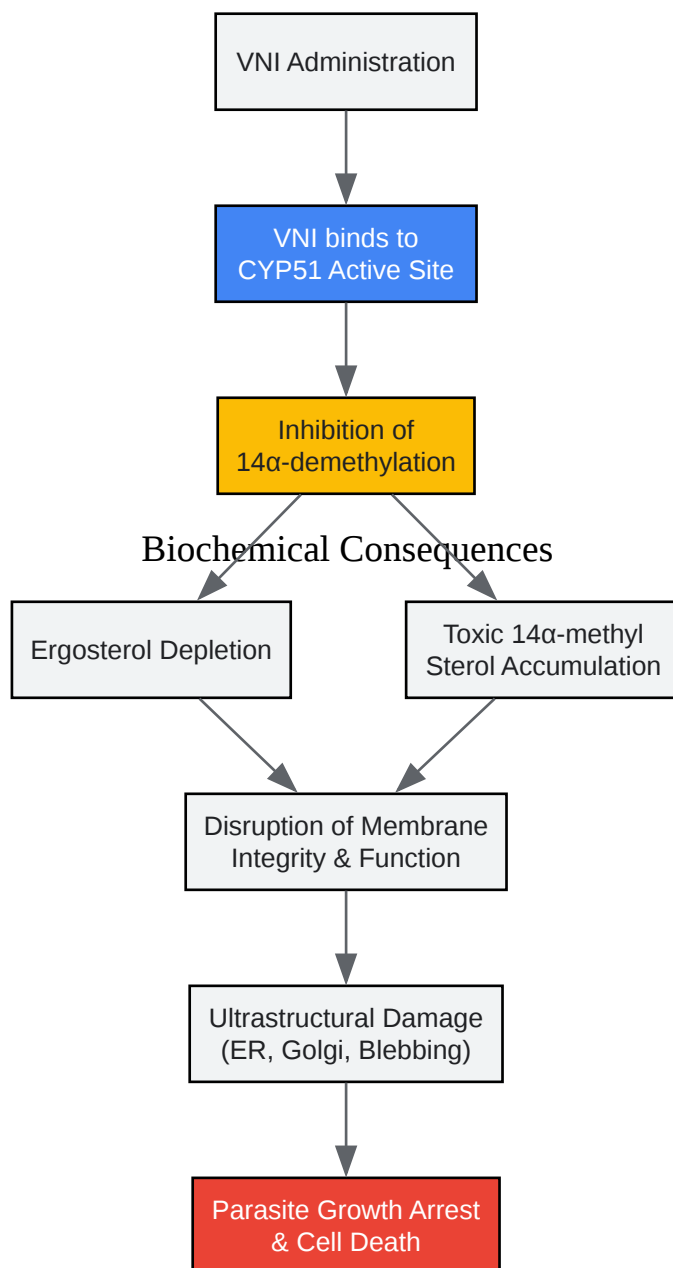 VNI Administration
VNI binds to
CYP51 Active Site
Inhibition of
14α-demethylation
Biochemical Consequences
Ergosterol Depletion
Toxic 14α-methyl
Sterol Accumulation
Disruption of Membrane
Integrity & Function
Ultrastructural Damage
(ER, Golgi, Blebbing)
Parasite Growth Arrest
& Cell Death